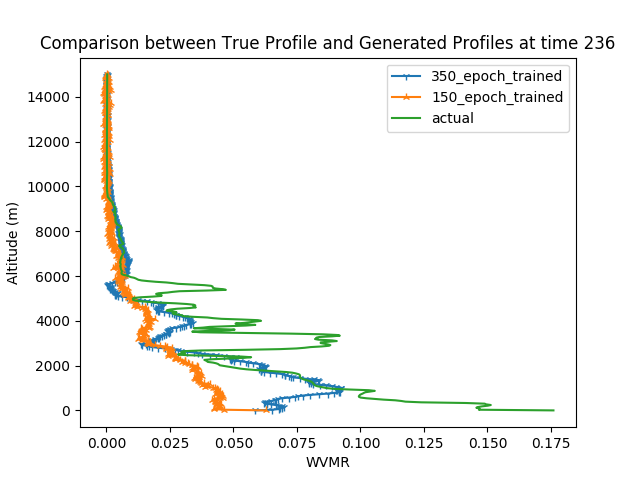 Comparison between True Profile and Generated Profiles at time 236
350_epoch_trained
150_epoch_trained
actual
Altitude (m)
14000
12000
10000
8000
6000
4000
2000
0
0.000 0.025 0.050 0.075 0.100 0.125 0.150 0.175
WVMR